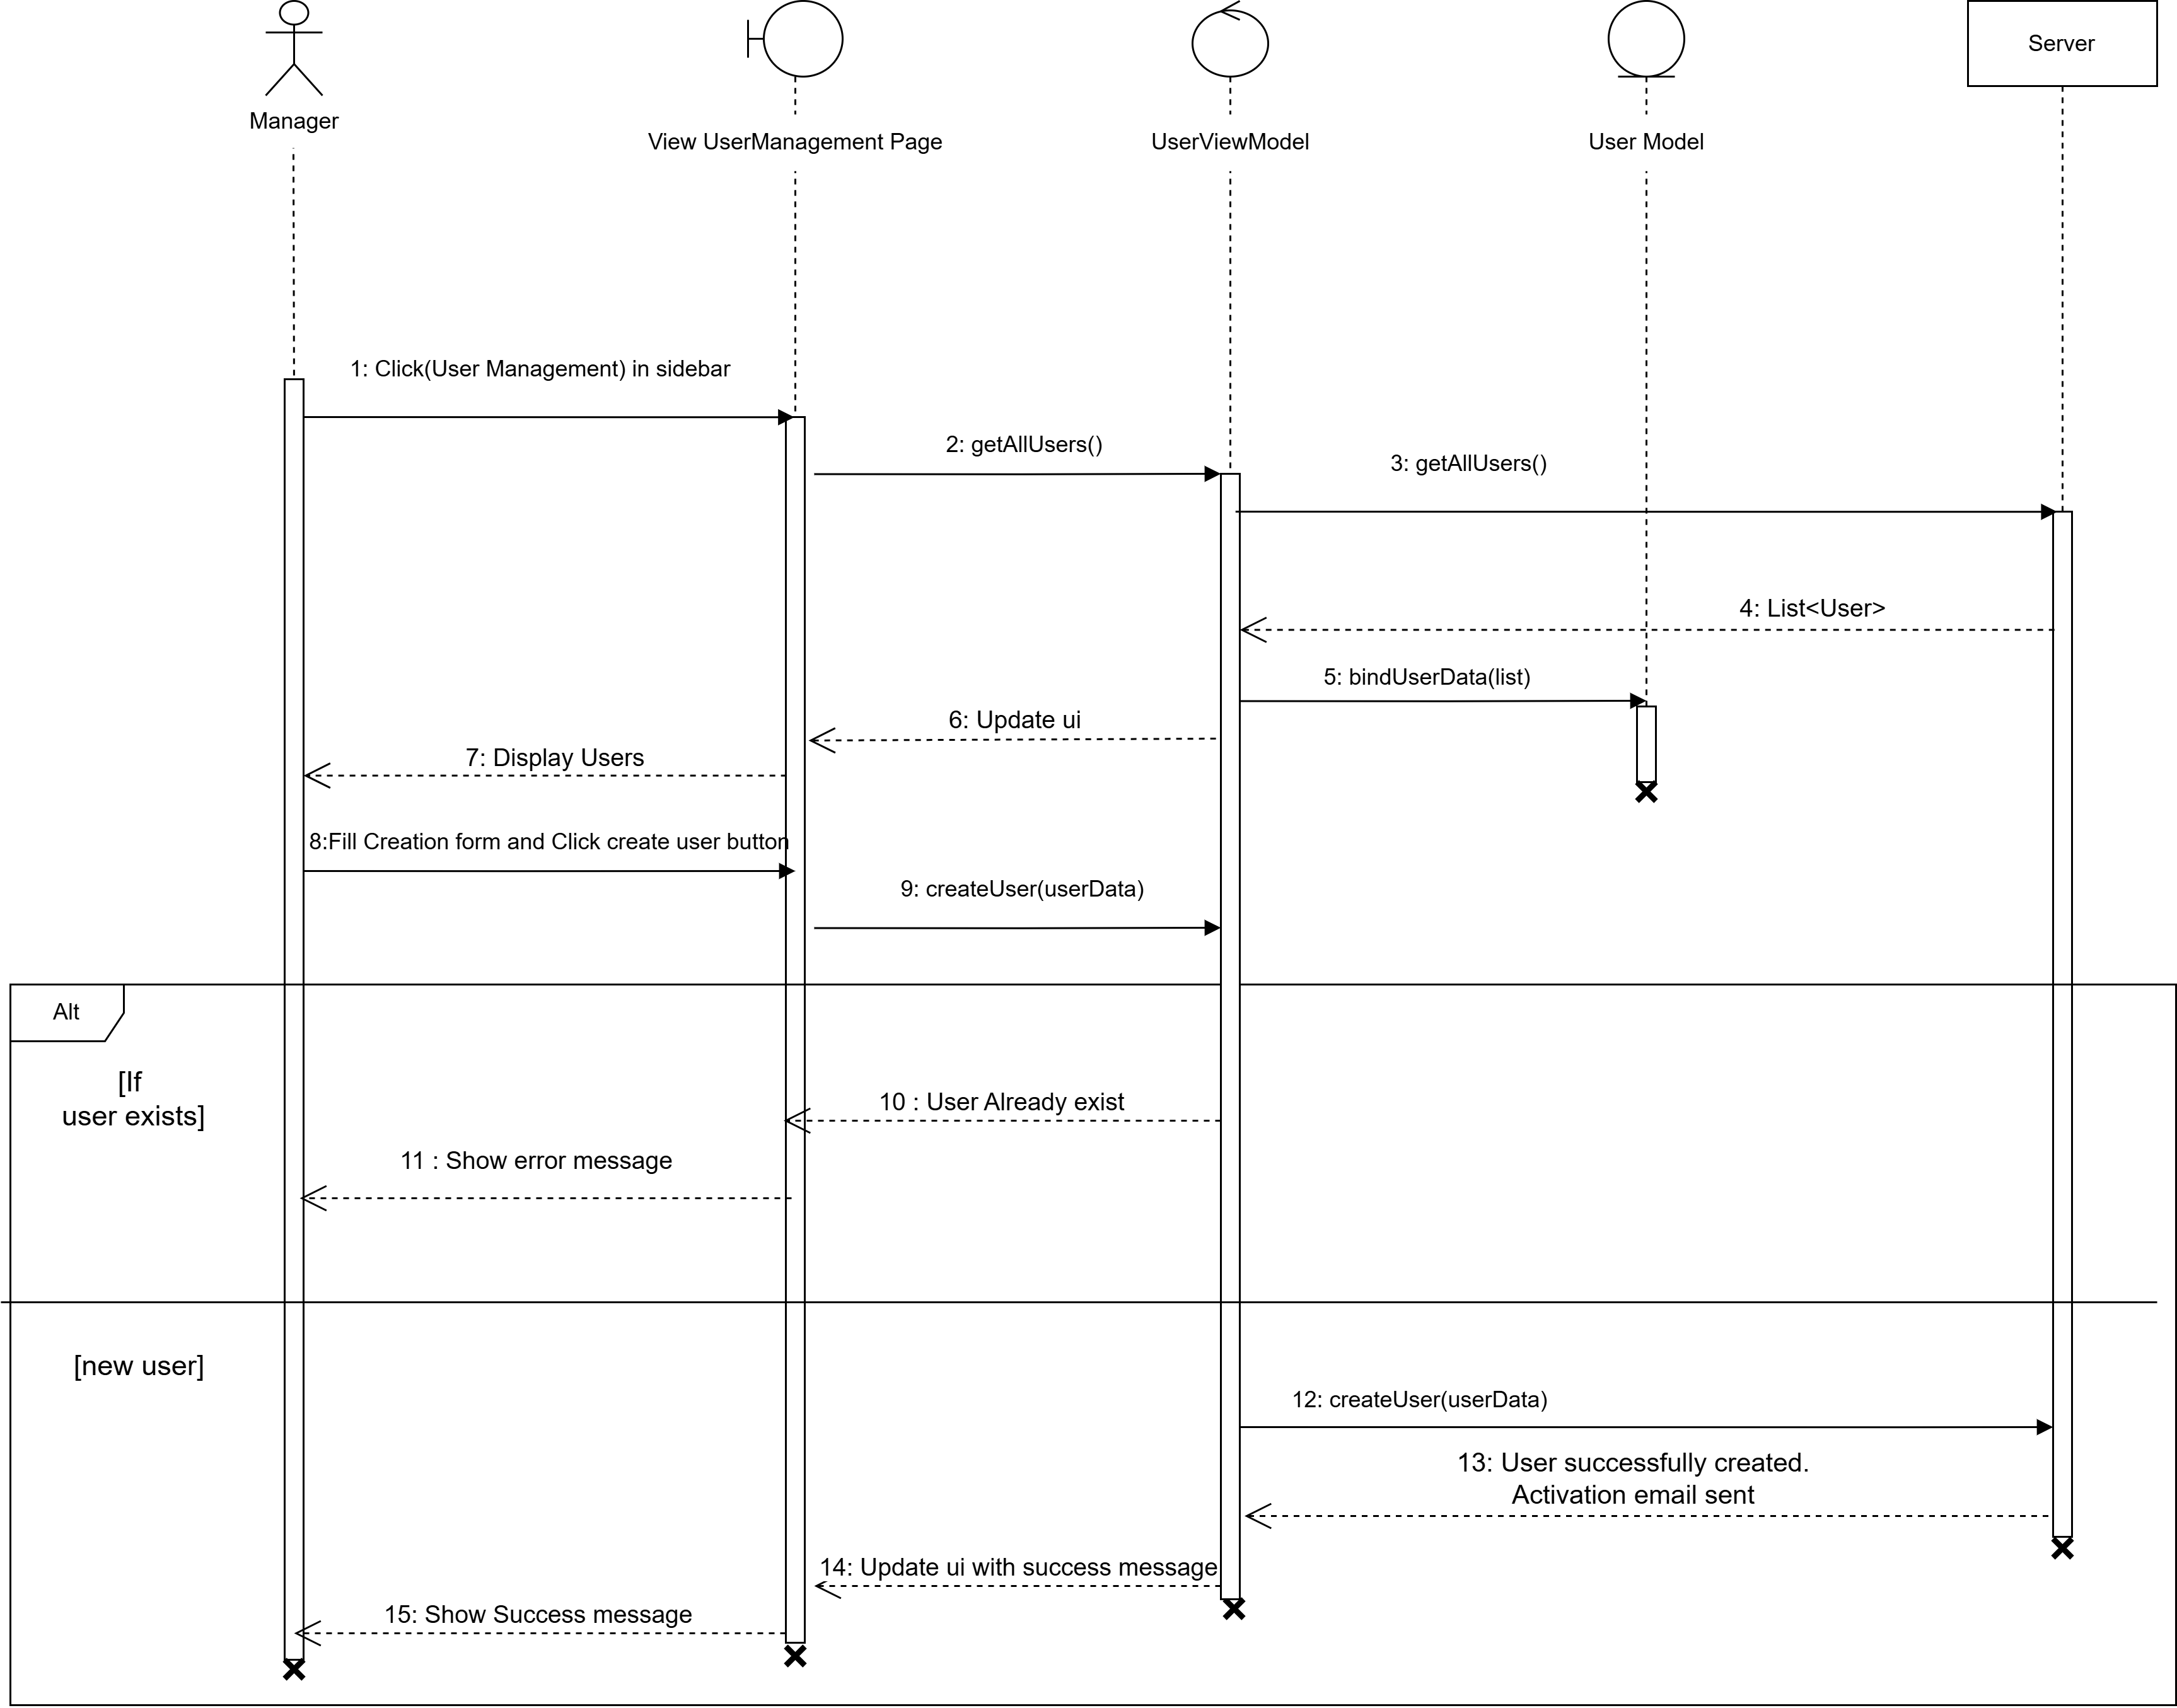 Manager
View UserManagement Page
UserViewModel
User Model
Server
1: Click(User Management) in sidebar
2: getAllUsers()
3: getAllUsers()
4: List<User>
5: bindUserData(list)
6: Update ui
7: Display Users
8:Fill Creation form and Click create user button
9: createUser(userData)
Alt
[If
user exists]
10 : User Already exist
11 : Show error message
[new user]
12: createUser(userData)
13: User successfully created.
Activation email sent
14: Update ui with success message
15: Show Success message